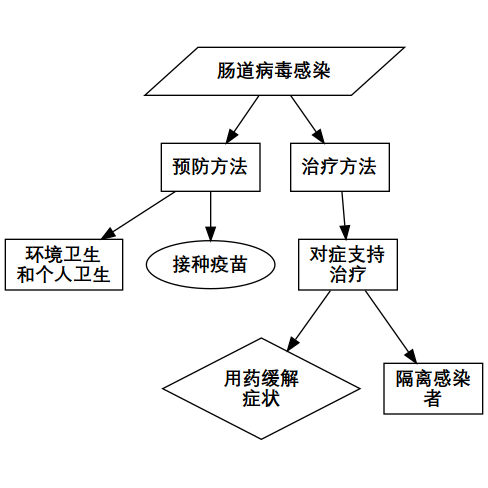 肠道病毒感染
预防方法
治疗方法
环境卫生
和个人卫生
接种疫苗
对症支持
治疗
用药缓解
症状
隔离感染
者